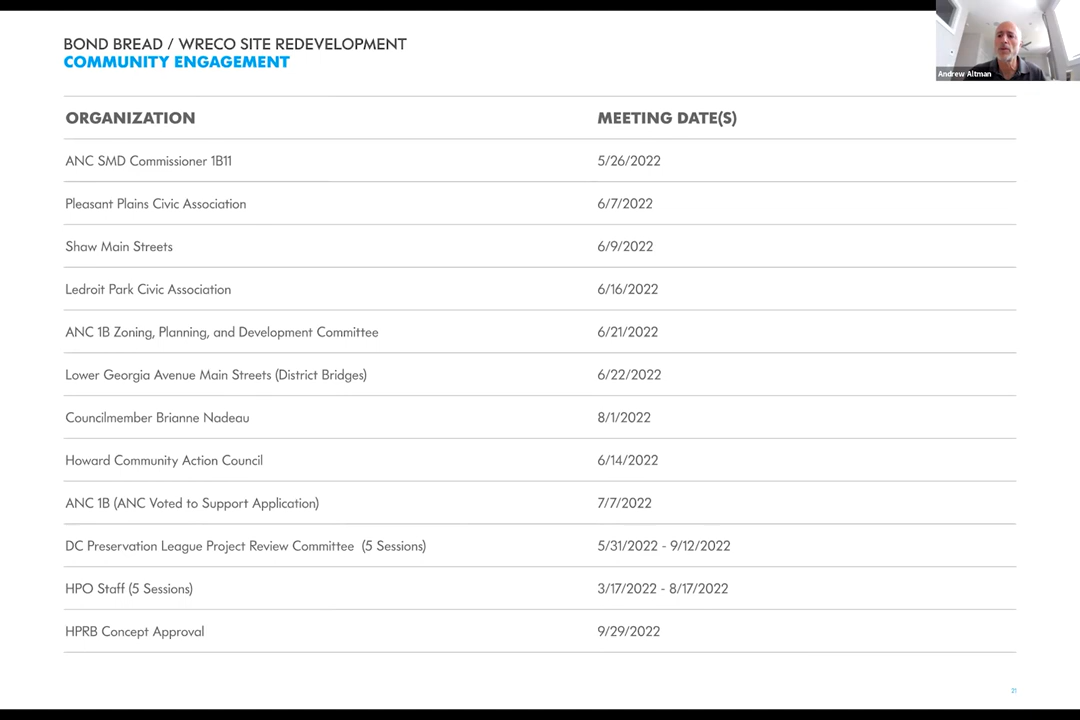 BOND BREAD / WRECO SITE REDEVELOPMENT
COMMUNITY ENGAGEMENT
Andrew Altman
ORGANIZATION MEETING DATE(S)
ANC SMD Commissioner 1B11 5/26/2022
Pleasant Plains Civic Association 6/7/2022
Shaw Main Streets 6/9/2022
Ledroit Park Civic Association 6/16/2022
ANC 1B Zoning, Planning, and Development Committee 6/21/2022
Lower Georgia Avenue Main Streets (District Bridges) 6/22/2022
Councilmember Brianne Nadeau 8/1/2022
Howard Community Action Council 6/14/2022
ANC 1B (ANC Voted to Support Application) 7/7/2022
DC Preservation League Project Review Committee (5 Sessions) 5/31/2022 - 9/12/2022
HPO Staff (5 Sessions) 3/17/2022 - 8/17/2022
HPRB Concept Approval 9/29/2022
21